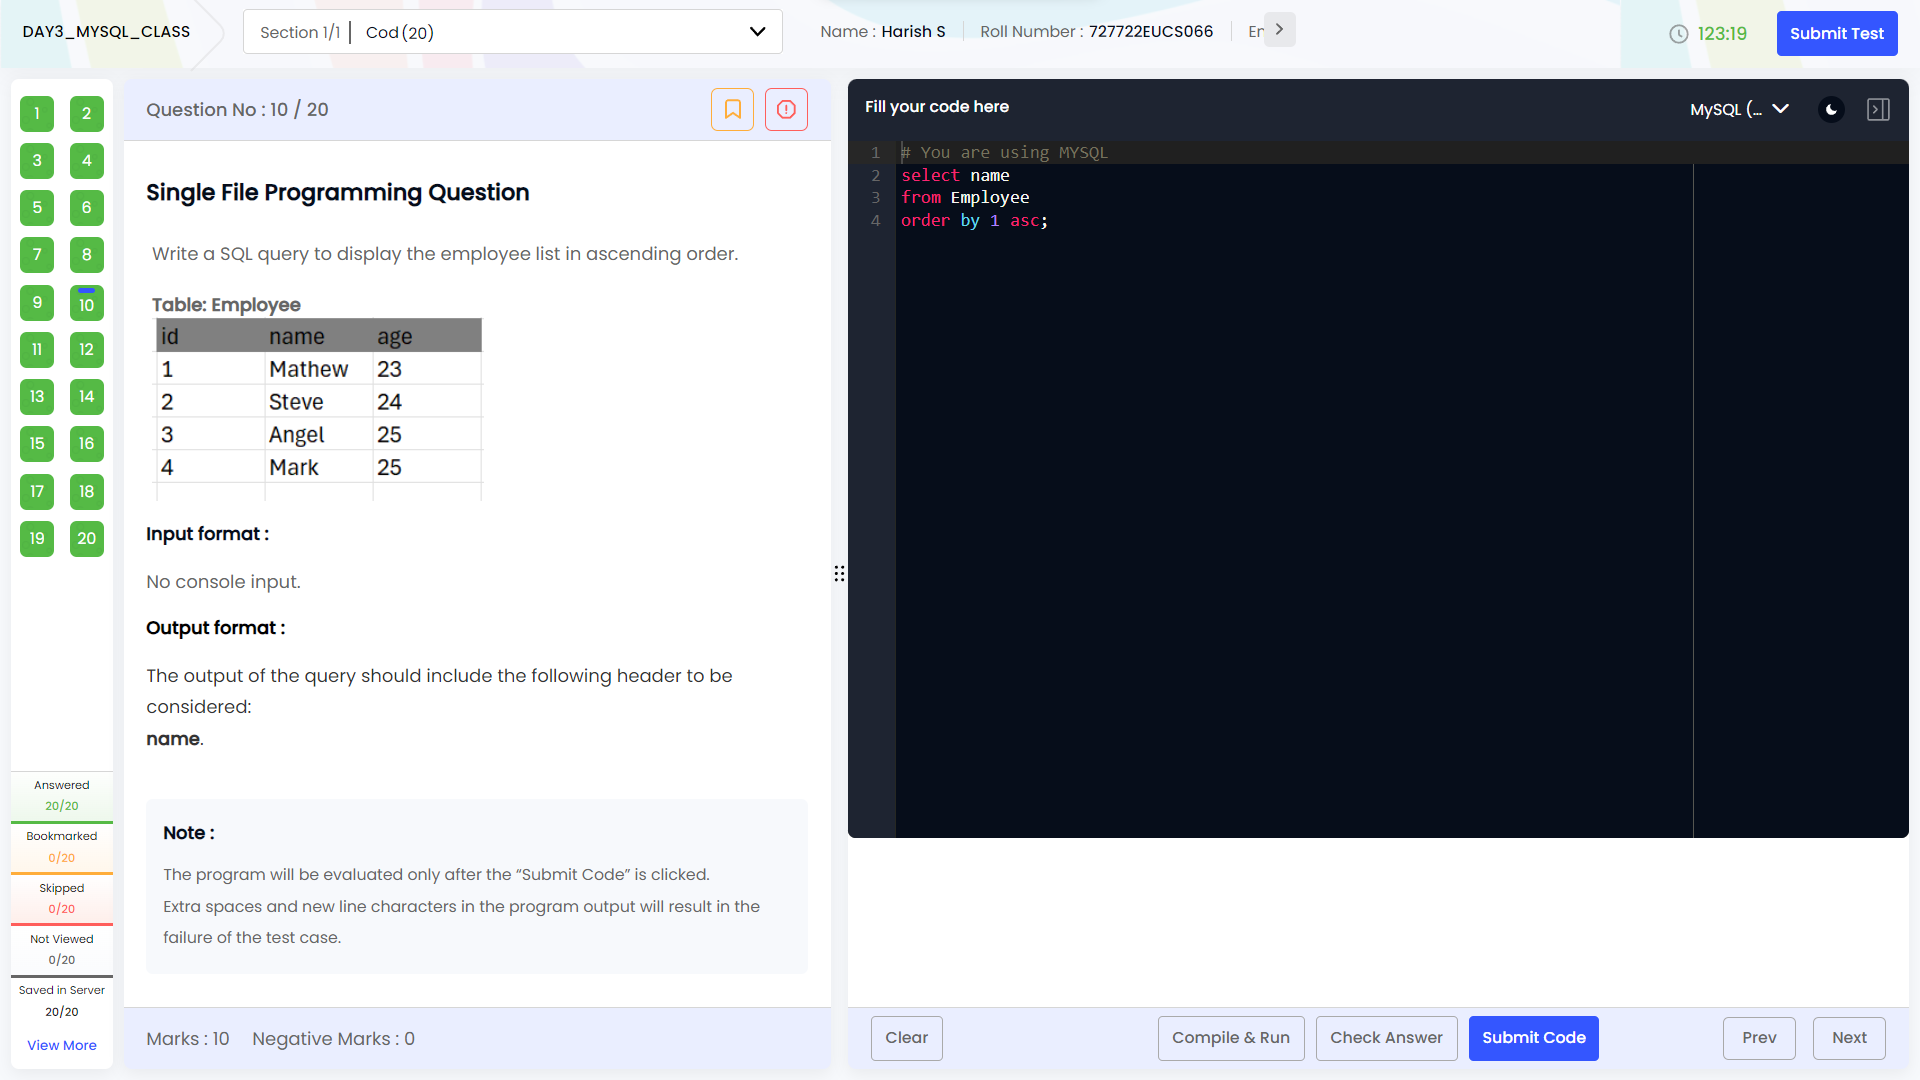 DAY3_MYSQL_CLASS
Section 1/1 | Cod (20)
Name : Harish S
Roll Number : 727722EUCS066
123:19
Submit Test
1 2
3 4
5 6
7 8
9 10
11 12
13 14
15 16
17 18
19 20
Answered
20/20
Bookmarked
0/20
Skipped
0/20
Not Viewed
0/20
Saved in Server
20/20
View More
Question No : 10 / 20
Single File Programming Question
Write a SQL query to display the employee list in ascending order.
Table: Employee
id name age
1 Mathew 23
2 Steve 24
3 Angel 25
4 Mark 25
Input format :
No console input.
Output format :
The output of the query should include the following header to be
considered:
name.
Note :
The program will be evaluated only after the “Submit Code” is clicked.
Extra spaces and new line characters in the program output will result in the
failure of the test case.
Marks : 10 Negative Marks : 0
Fill your code here
MySQL (...
1 # You are using MYSQL
2 select name
3 from Employee
4 order by 1 asc;
Clear
Compile & Run
Check Answer
Submit Code
Prev
Next